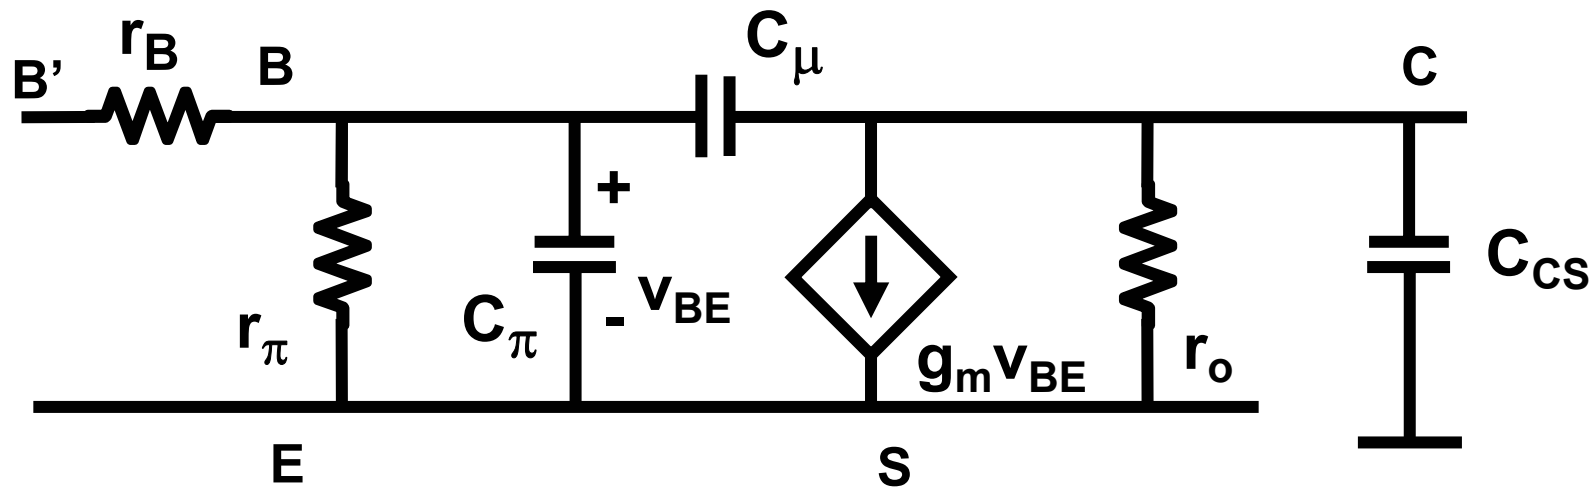 B’
r_B
B
C_μ
C
+
v_BE
-
C_π
r_π
g_m v_BE
r_o
C_CS
E
S